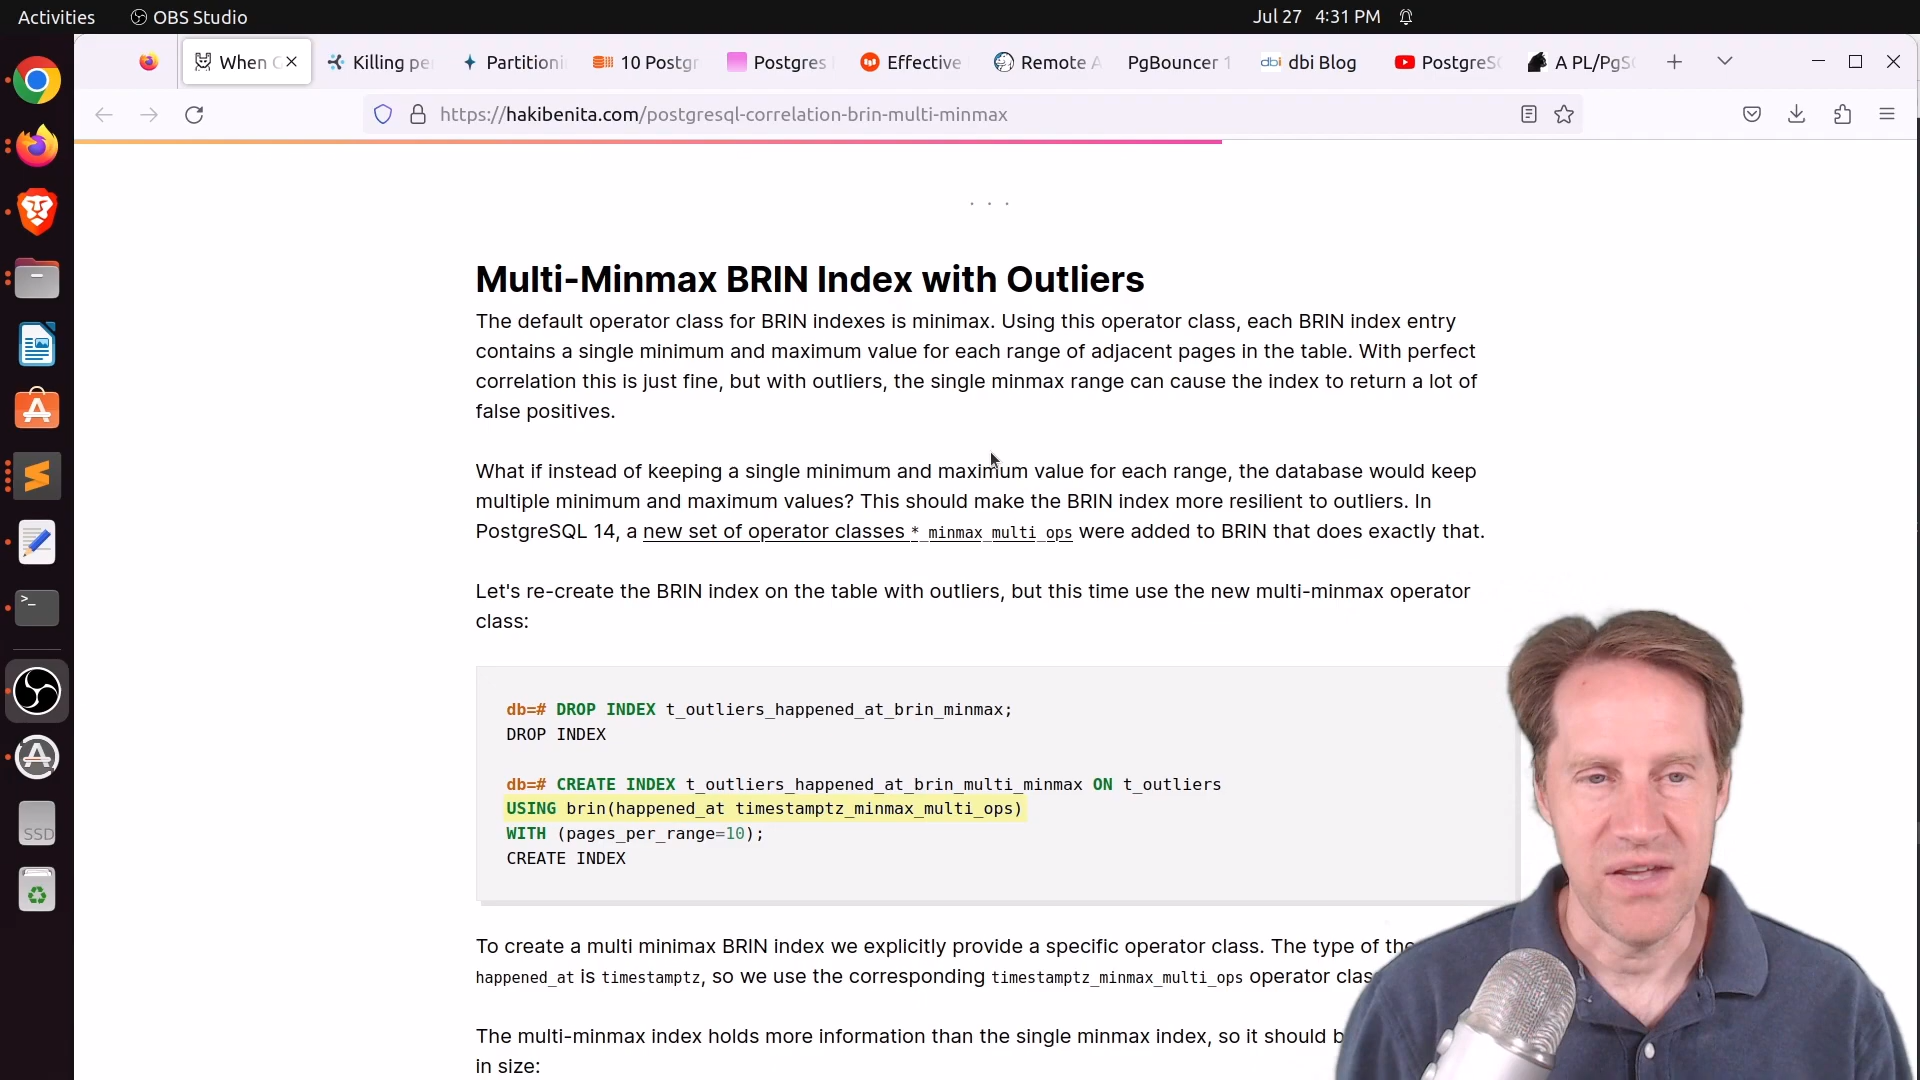 Activities
OBS Studio
Jul 27 4:31 PM
When
Killing pe
Partitioni
10 Postgr
Postgres
Effective
Remote A
PgBouncer 1
dbi
dbi Blog
PostgreS
A PL/PgS
https://hakibenita.com/postgresql-correlation-brin-multi-minmax
. . .
Multi-Minmax BRIN Index with Outliers
The default operator class for BRIN indexes is minimax. Using this operator class, each BRIN index entry
contains a single minimum and maximum value for each range of adjacent pages in the table. With perfect
correlation this is just fine, but with outliers, the single minmax range can cause the index to return a lot of
false positives.
What if instead of keeping a single minimum and maximum value for each range, the database would keep
multiple minimum and maximum values? This should make the BRIN index more resilient to outliers. In
PostgreSQL 14, a new set of operator classes *_minmax_multi_ops were added to BRIN that does exactly that.
Let's re-create the BRIN index on the table with outliers, but this time use the new multi-minmax operator
class:
db=# DROP INDEX t_outliers_happened_at_brin_minmax;
DROP INDEX
db=# CREATE INDEX t_outliers_happened_at_brin_multi_minmax ON t_outliers
USING brin(happened_at timestamptz_minmax_multi_ops)
WITH (pages_per_range=10);
CREATE INDEX
To create a multi minimax BRIN index we explicitly provide a specific operator class. The type of the
happened_at is timestamptz, so we use the corresponding timestamptz_minmax_multi_ops operator clas
The multi-minmax index holds more information than the single minmax index, so it should b
in size:
SSD